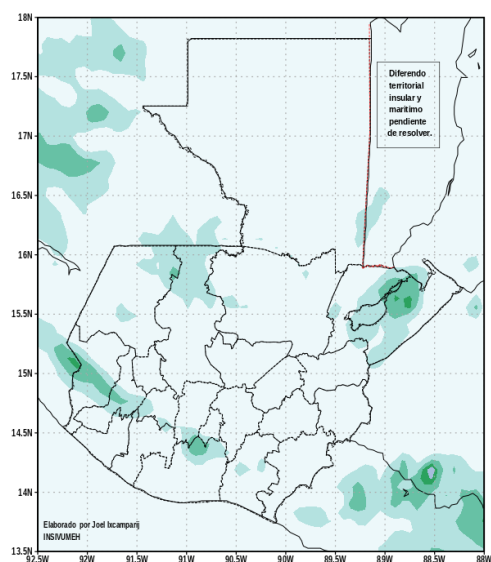 18N
17.5N
17N
16.5N
16N
15.5N
15N
14.5N
14N
13.5N
Diferendo
territorial
insular y
marítimo
pendiente
de resolver.
Elaborado por Joel Ixcamparij
INSIVUMEH
92.5W 92W 91.5W 91W 90.5W 90W 89.5W 89W 88.5W 88W